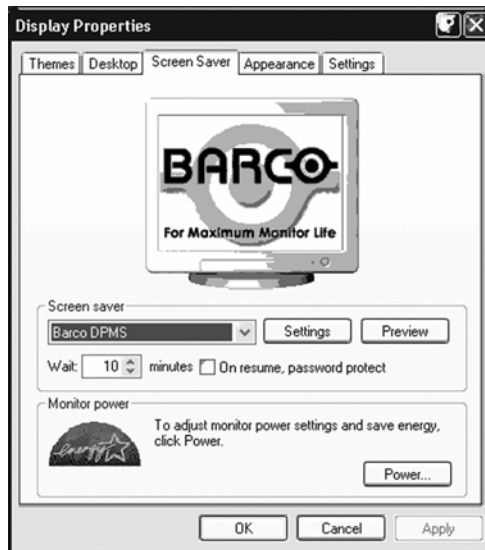 Display Properties
Themes Desktop Screen Saver Appearance Settings
BARCO
For Maximum Monitor Life
Screen saver
Barco DPMS Settings Preview
Wait: 10 minutes On resume, password protect
Monitor power
To adjust monitor power settings and save energy,
click Power.
energy
Power...
OK Cancel Apply